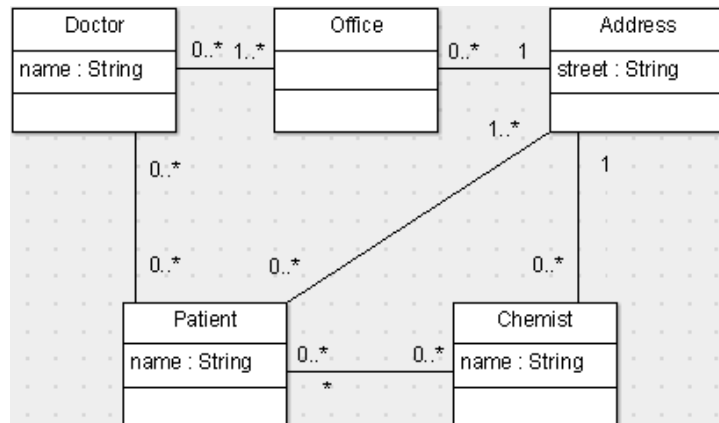 Doctor
name : String
0..* 1..*
Office
0..* 1
Address
street : String
1..*
0..*
1
0..*
0..*
0..*
Patient
name : String
0..* 0..*
*
Chemist
name : String